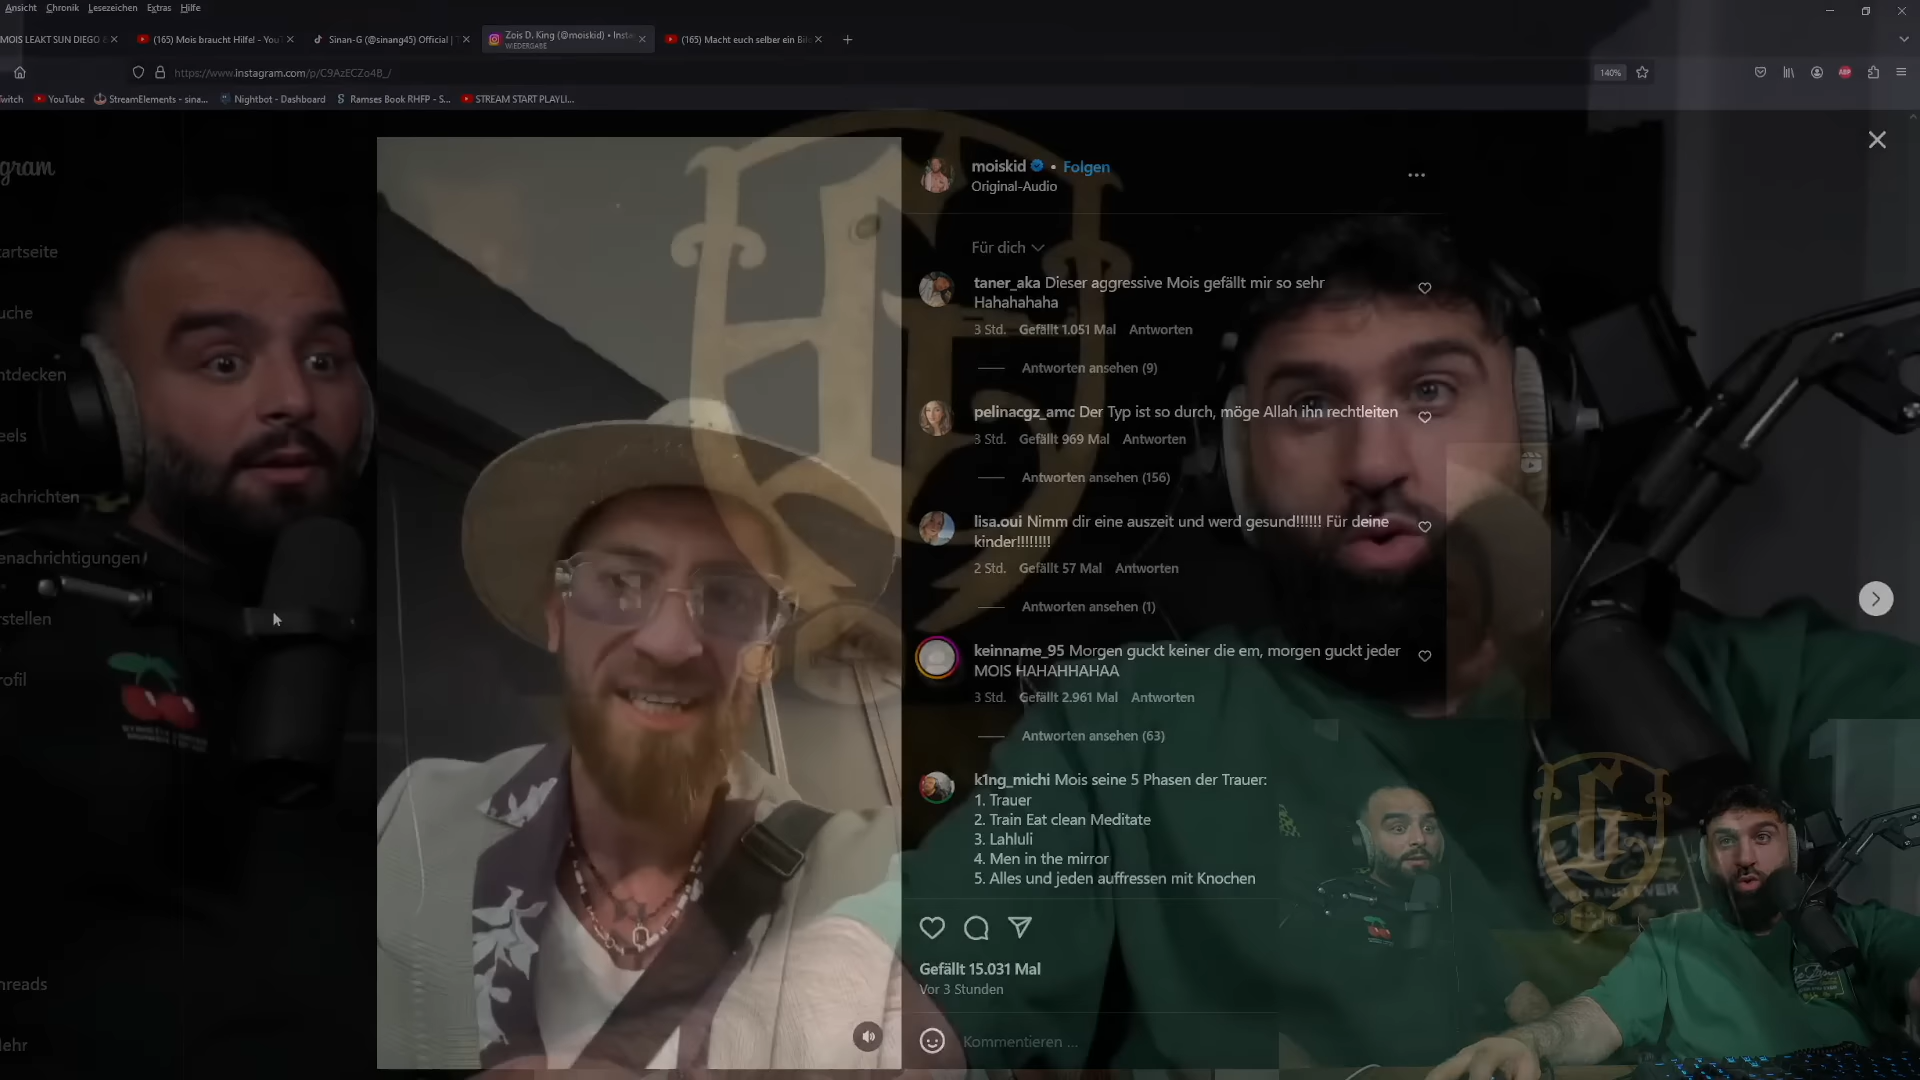 Ansicht Chronik Lesezeichen Extras Hilfe
MOIS LEAKT SUN DIEGO
(165) Mois braucht Hilfe! - You
Sinan-G (@sinang45) Official |
Zois D. King (@moiskid) • Insta
WIEDERGABE
(165) Macht euch selber ein Bil
https://www.instagram.com/p/C9AzECZo4B_/
140%
witch
YouTube
StreamElements - sina...
Nightbot - Dashboard
Ramses Book RHFP - S...
STREAM START PLAYLI...
gram
artseite
uche
ntdecken
eels
achrichten
enachrichtigungen
rstellen
rofil
hreads
ehr
moiskid • Folgen
Original-Audio
Für dich
taner_aka Dieser aggressive Mois gefällt mir so sehr
Hahahahaha
3 Std. Gefällt 1.051 Mal Antworten
Antworten ansehen (9)
pelinacgz_amc Der Typ ist so durch, möge Allah ihn rechtleiten
3 Std. Gefällt 969 Mal Antworten
Antworten ansehen (156)
lisa.oui Nimm dir eine auszeit und werd gesund!!!!!! Für deine
kinder!!!!!!!!
2 Std. Gefällt 57 Mal Antworten
Antworten ansehen (1)
keinname_95 Morgen guckt keiner die em, morgen guckt jeder
MOIS HAHAHHAHAA
3 Std. Gefällt 2.961 Mal Antworten
Antworten ansehen (63)
k1ng_michi Mois seine 5 Phasen der Trauer:
1. Trauer
2. Train Eat clean Meditate
3. Lahluli
4. Men in the mirror
5. Alles und jeden auffressen mit Knochen
Gefällt 15.031 Mal
Vor 3 Stunden
Kommentieren ...